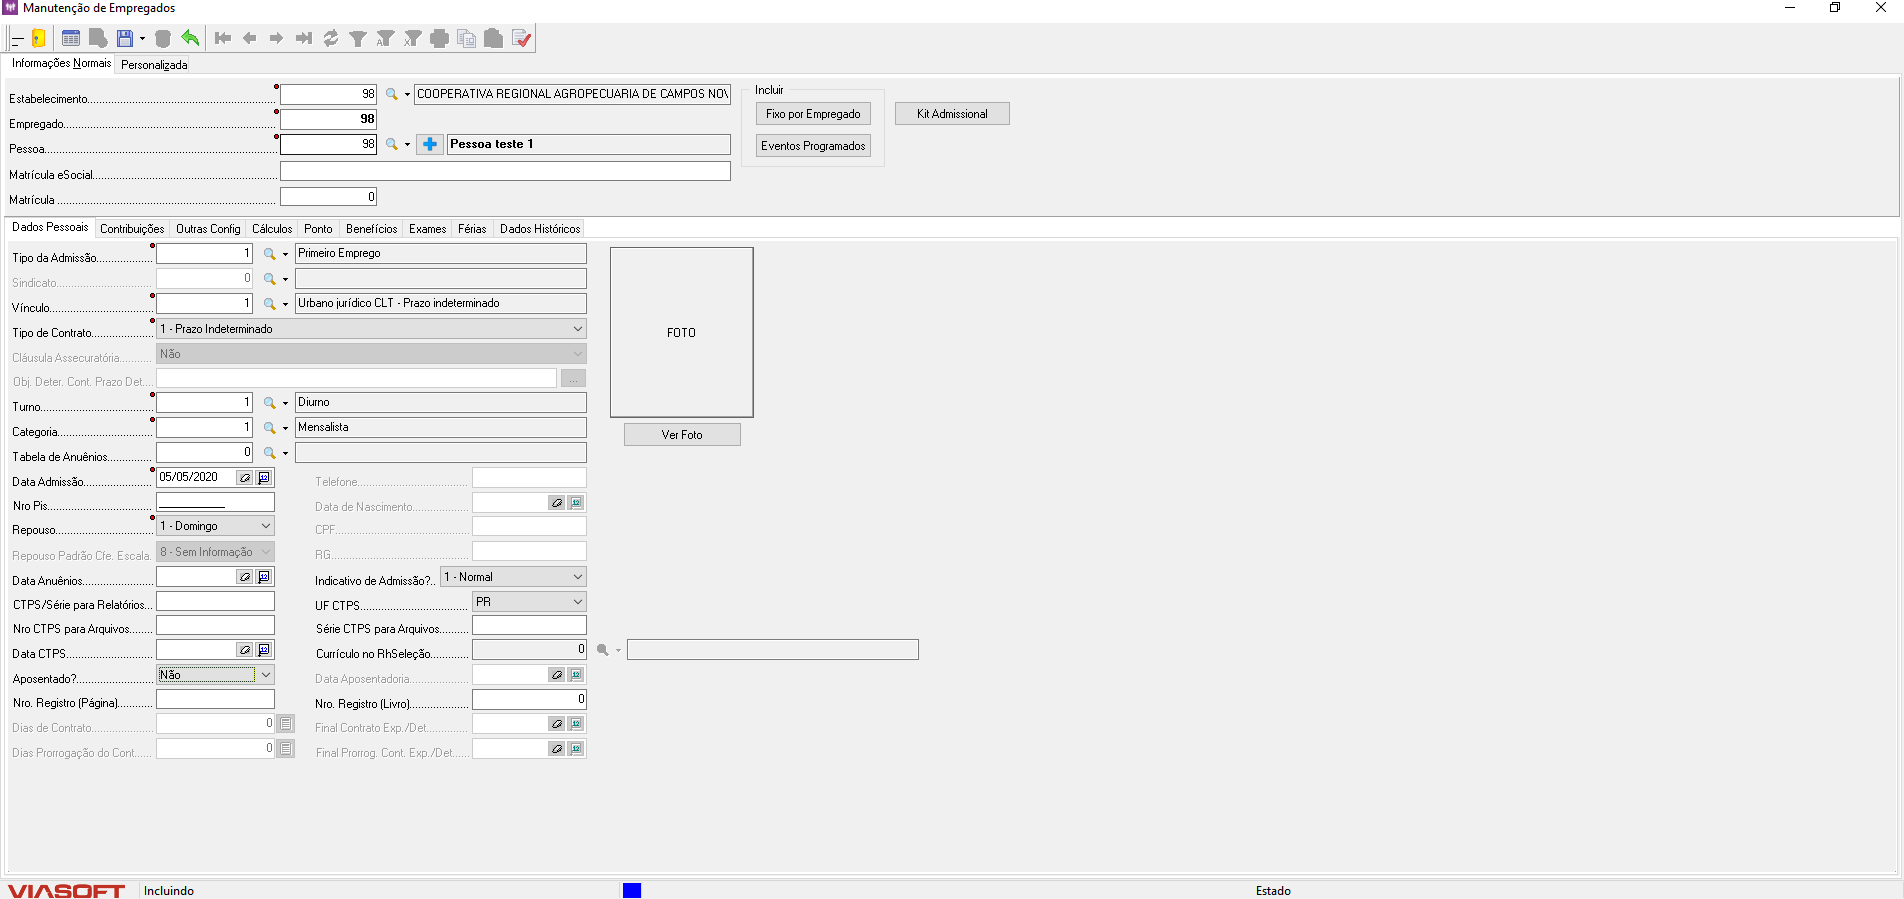 Manutenção de Empregados
Informações Normais Personalizada
Estabelecimento 98 COOPERATIVA REGIONAL AGROPECUARIA DE CAMPOS NOV
Empregado 98
Pessoa 98 Pessoa teste 1
Matrícula eSocial
Matrícula 0
Incluir
Fixo por Empregado Kit Admissional
Eventos Programados
Dados Pessoais Contribuições Outras Config Cálculos Ponto Benefícios Exames Férias Dados Históricos
Tipo da Admissão 1 Primeiro Emprego
Sindicato 0
Vínculo 1 Urbano jurídico CLT - Prazo indeterminado
Tipo de Contrato 1 - Prazo Indeterminado
Cláusula Assecuratória Não
Obj. Deter. Cont. Prazo Det. ...
Turno 1 Diurno
Categoria 1 Mensalista
Tabela de Anuênios 0
FOTO
Ver Foto
Data Admissão 05/05/2020 Telefone
Nro Pis Data de Nascimento
Repouso 1 - Domingo CPF
Repouso Padrão Cfe. Escala. 8 - Sem Informação RG
Data Anuênios Indicativo de Admissão?.. 1 - Normal
CTPS/Série para Relatórios... UF CTPS PR
Nro CTPS para Arquivos Série CTPS para Arquivos
Data CTPS Currículo no RhSeleção 0
Aposentado? Não Data Aposentadoria
Nro. Registro (Página) Nro. Registro (Livro) 0
Dias de Contrato 0 Final Contrato Exp./Det.
Dias Prorrogação do Cont. 0 Final Prorrog. Cont. Exp./Det.
VIASOFT Incluindo Estado